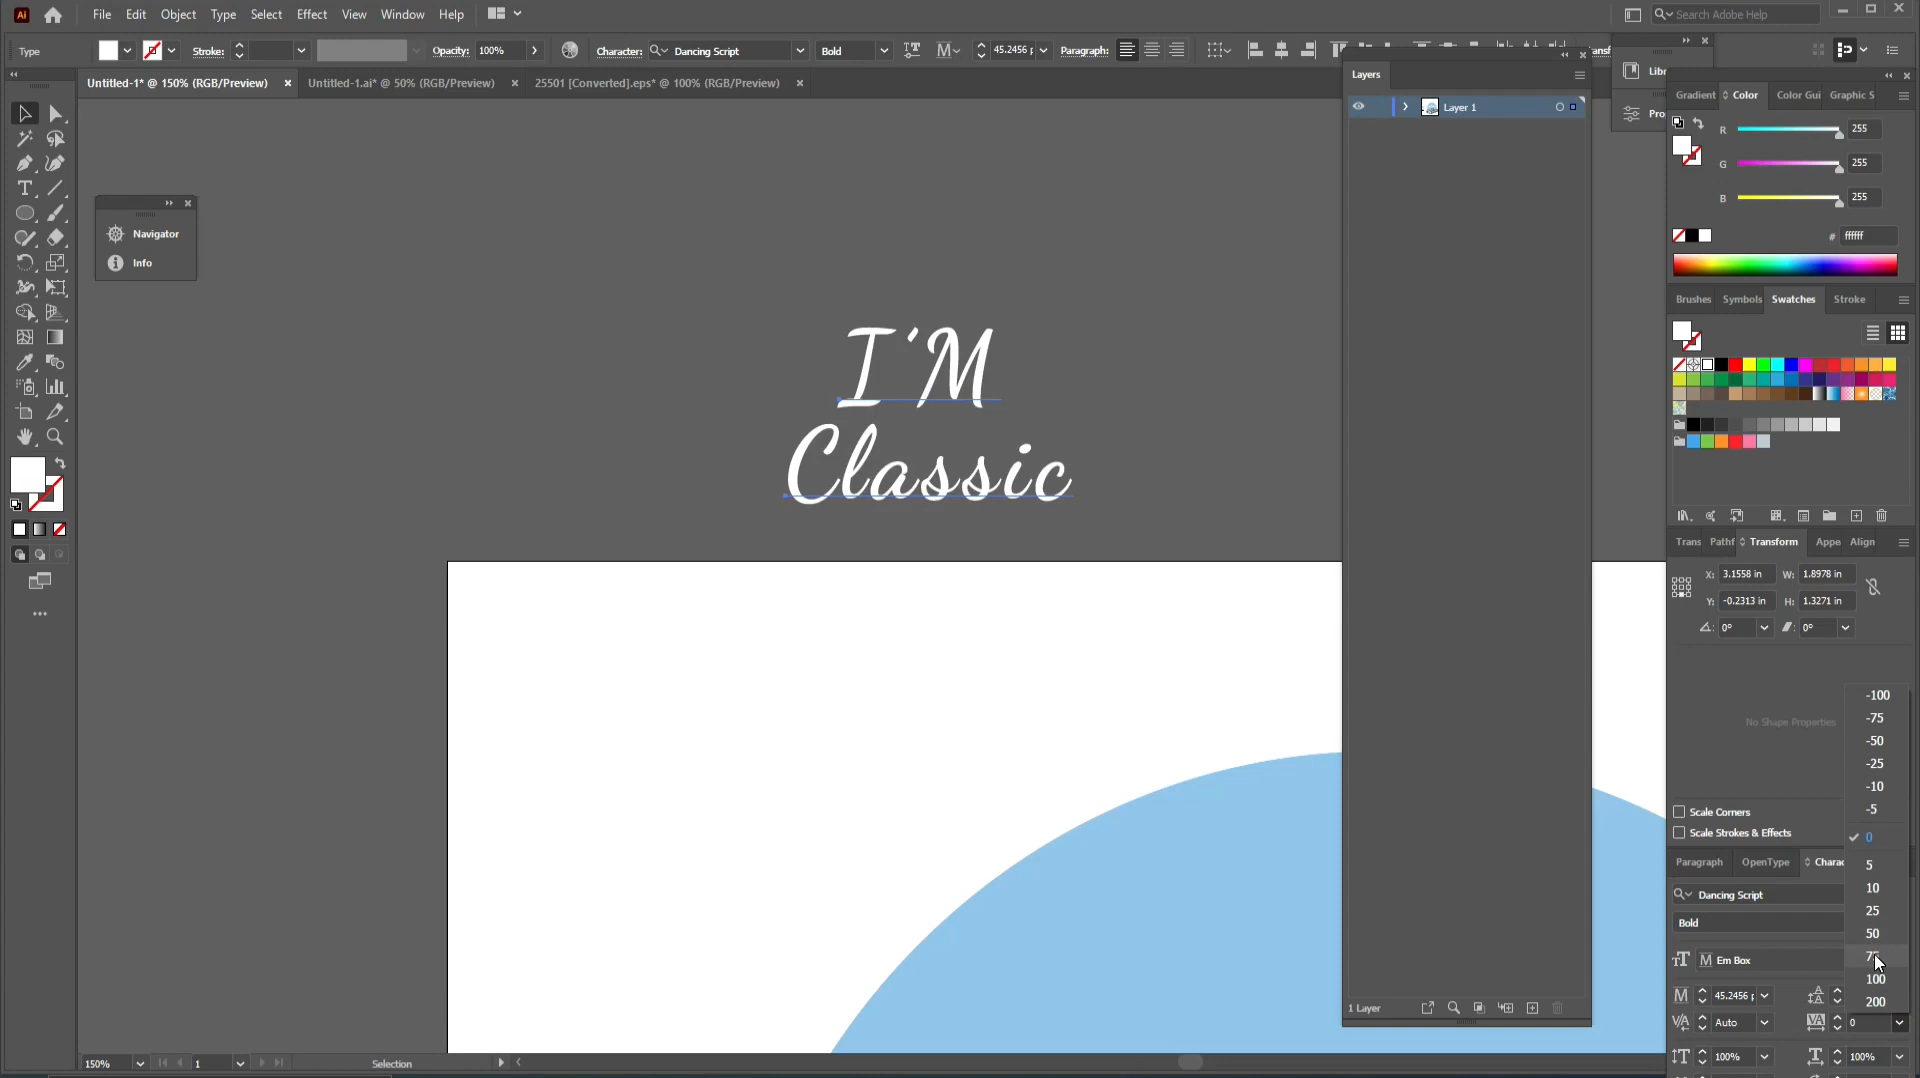 Ai File Edit Object Type Select Effect View Window Help Search Adobe Help
Type Stroke: Opacity: 100% Character: Dancing Script Bold 45.2456 Paragraph:
Untitled-1* @ 150% (RGB/Preview) × Untitled-1.ai* @ 50% (RGB/Preview) × 25501 [Converted].eps* @ 100% (RGB/Preview) ×
Layers
Layer 1
Navigator
Info
I'M
Classic
1 Layer
150% 1 Selection
Gradient Color Color Gui Graphic S
R 255
G 255
B 255
# ffffff
Brushes Symbols Swatches Stroke
Trans Pathf Transform Appe Align
X: 3.1558 in W: 1.8978 in
Y: -0.2313 in H: 1.3271 in
0° 0°
No Shape Properties
Scale Corners
Scale Strokes & Effects
Paragraph OpenType Chara
Dancing Script
Bold
Em Box
45.2456
Auto 0
100% 100%
-100
-75
-50
-25
-10
-5
0
5
10
25
50
75
100
200